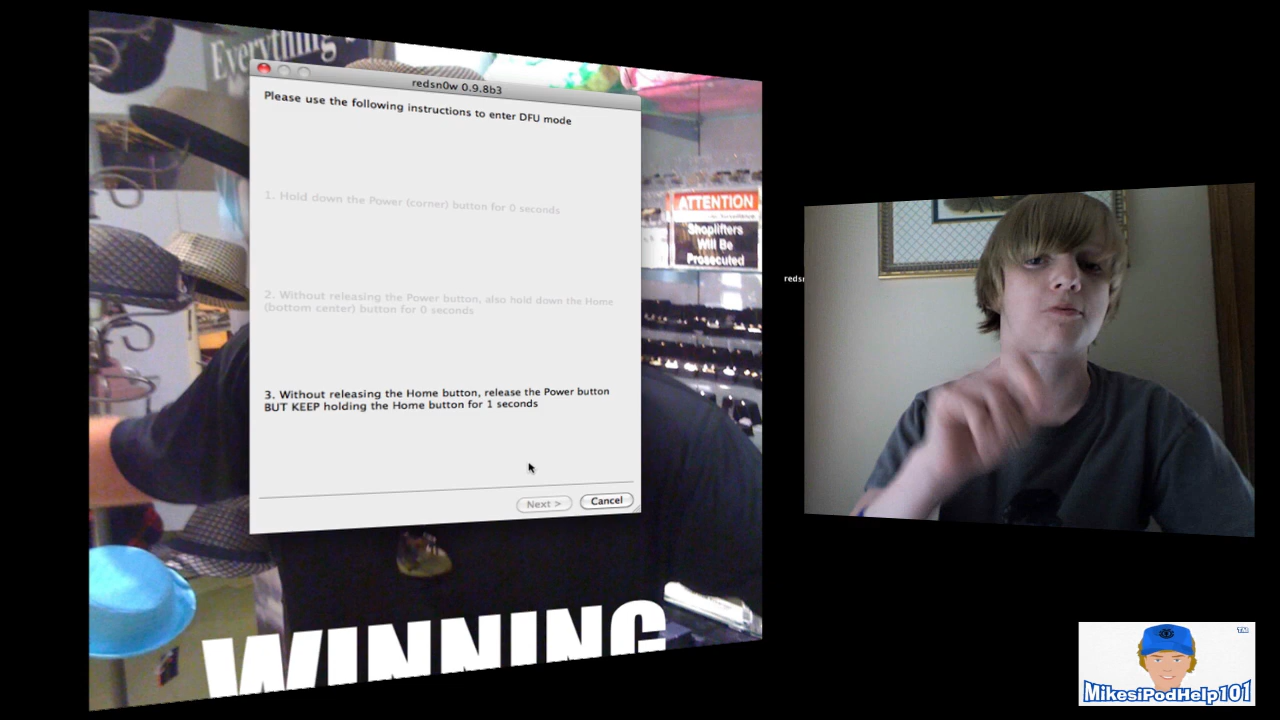 Everything
redsn0w 0.9.8b3
Please use the following instructions to enter DFU mode
1. Hold down the Power (corner) button for 0 seconds
2. Without releasing the Power button, also hold down the Home
(bottom center) button for 0 seconds
3. Without releasing the Home button, release the Power button
BUT KEEP holding the Home button for 1 seconds
Next >
Cancel
ATTENTION
Shoplifters
Will Be
Prosecuted
WINNING
redsn
TM
MikesiPodHelp101